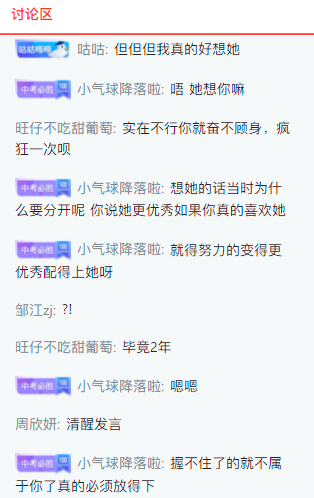 讨论区
咕咕咕咕 咕咕: 但但但我真的好想她
中考必胜 100 小气球降落啦: 唔 她想你嘛
旺仔不吃甜葡萄: 实在不行你就奋不顾身，疯
狂一次呗
中考必胜 100 小气球降落啦: 想她的话当时为什
么要分开呢 你说她更优秀如果你真的喜欢她
中考必胜 100 小气球降落啦: 就得努力的变得更
优秀配得上她呀
邹江zj: ?!
旺仔不吃甜葡萄: 毕竟2年
中考必胜 100 小气球降落啦: 嗯嗯
周欣妍: 清醒发言
中考必胜 100 小气球降落啦: 握不住了的就不属
于你了真的必须放得下